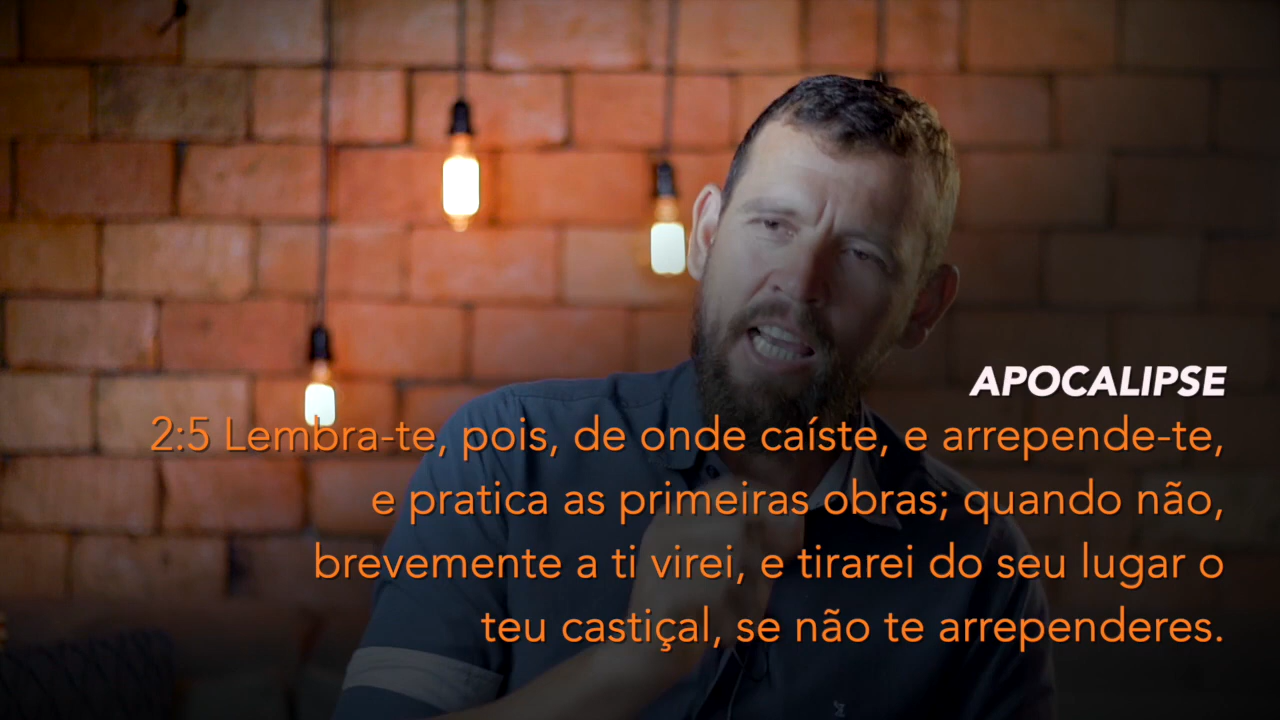 APOCALIPSE
2:5 Lembra-te, pois, de onde caíste, e arrepende-te,
e pratica as primeiras obras; quando não,
brevemente a ti virei, e tirarei do seu lugar o
teu castiçal, se não te arrependeres.